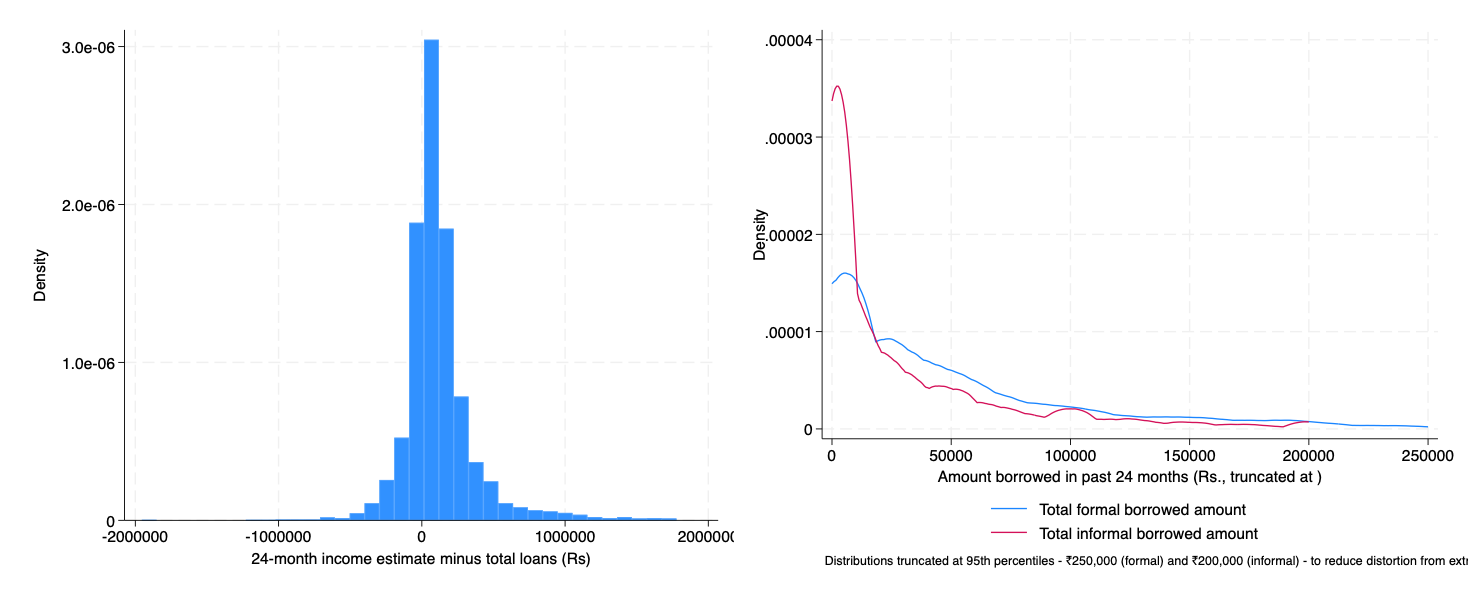 3.0e-06
2.0e-06
1.0e-06
0
Density
-2000000 -1000000 0 1000000 2000000
24-month income estimate minus total loans (Rs)
.00004
.00003
.00002
.00001
0
Density
0 50000 100000 150000 200000 250000
Amount borrowed in past 24 months (Rs., truncated at )
Total formal borrowed amount
Total informal borrowed amount
Distributions truncated at 95th percentiles - ₹250,000 (formal) and ₹200,000 (informal) - to reduce distortion from